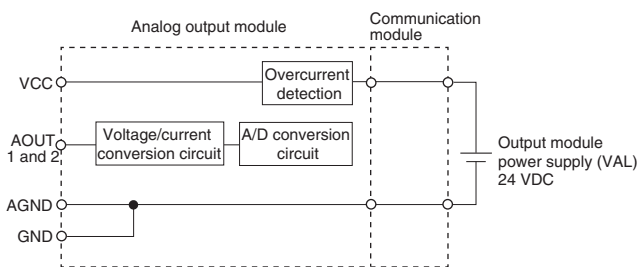 Analog output module
Communication
module
VCC
Overcurrent
detection
AOUT
1 and 2
Voltage/current
conversion circuit
A/D conversion
circuit
Output module
power supply (VAL)
24 VDC
AGND
GND